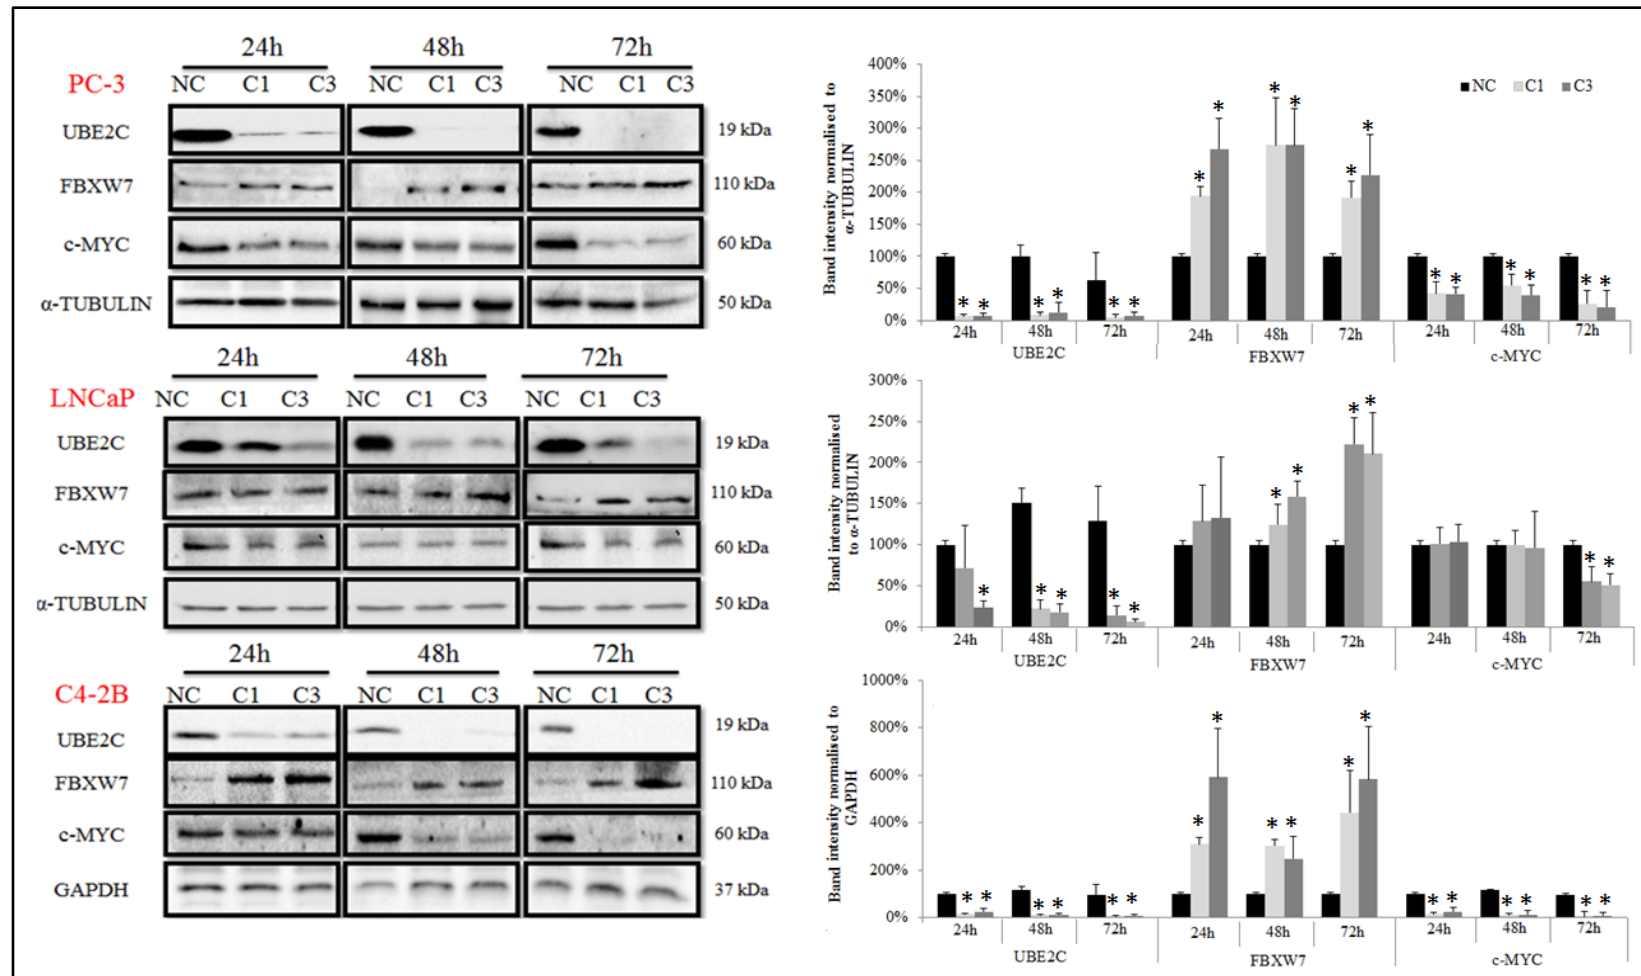 24h 48h 72h
PC-3 NC C1 C3 NC C1 C3 NC C1 C3
UBE2C 19 kDa
FBXW7 110 kDa
c-MYC 60 kDa
α-TUBULIN 50 kDa
24h 48h 72h
LNCaP NC C1 C3 NC C1 C3 NC C1 C3
UBE2C 19 kDa
FBXW7 110 kDa
c-MYC 60 kDa
α-TUBULIN 50 kDa
24h 48h 72h
C4-2B NC C1 C3 NC C1 C3 NC C1 C3
UBE2C 19 kDa
FBXW7 110 kDa
c-MYC 60 kDa
GAPDH 37 kDa
Band intensity normalised to
α-TUBULIN
400%
350%
300%
250%
200%
150%
100%
50%
0%
NC C1 C3
* * * * * * * * * * * * * * * * * *
24h 48h 72h 24h 48h 72h 24h 48h 72h
UBE2C FBXW7 c-MYC
Band intensity normalised
to α-TUBULIN
300%
250%
200%
150%
100%
50%
0%
* * * * * * * * * * *
24h 48h 72h 24h 48h 72h 24h 48h 72h
UBE2C FBXW7 c-MYC
Band intensity normalised to
GAPDH
1000%
800%
600%
400%
200%
0%
* * * * * * * * * * * * * * * * * *
24h 48h 72h 24h 48h 72h 24h 48h 72h
UBE2C FBXW7 c-MYC